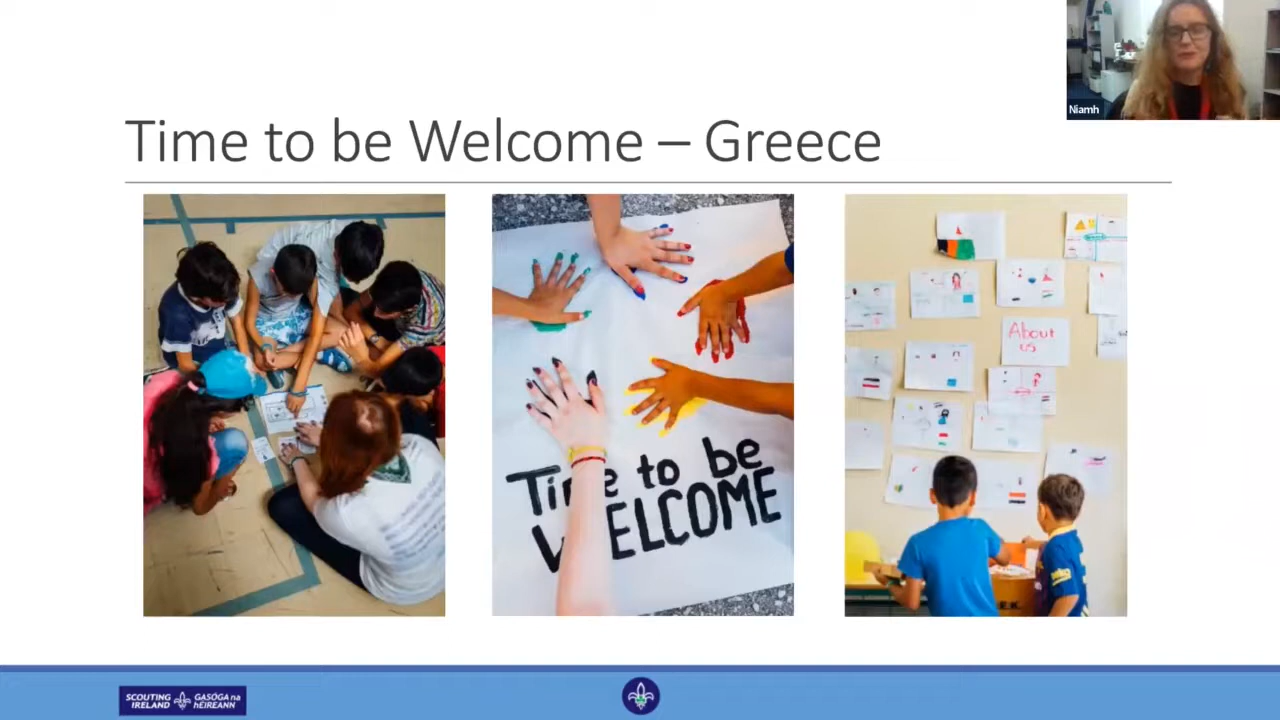 Niamh
Time to be Welcome – Greece
About
us
Time to be
WELCOME
E.K.
SCOUTING
IRELAND
GASÓGA na
hÉIREANN